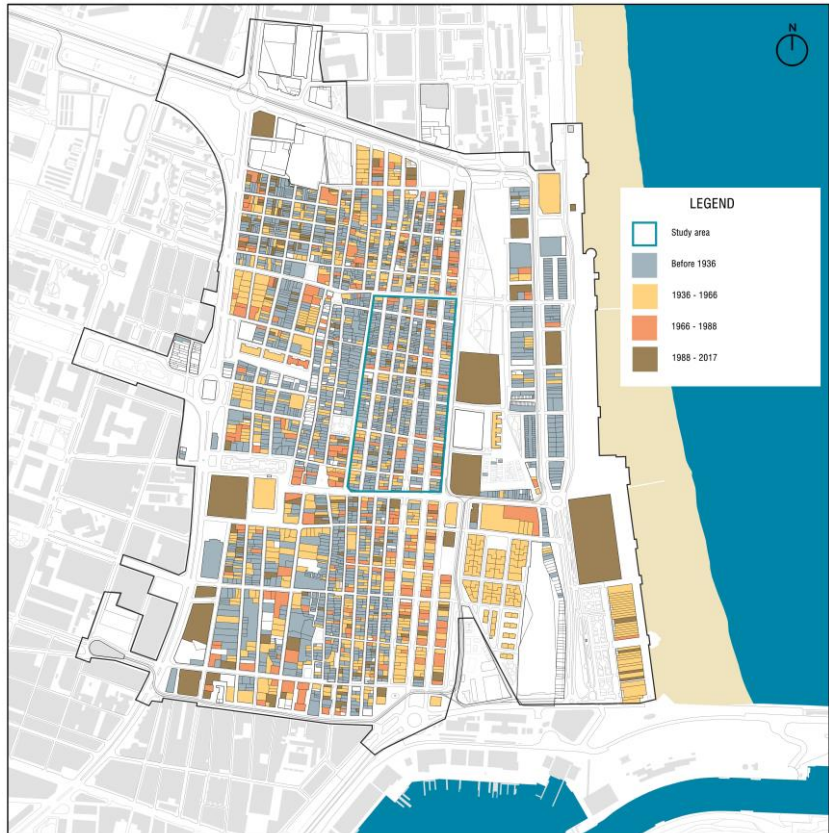 N
LEGEND
Study area
Before 1936
1936 - 1966
1966 - 1988
1988 - 2017